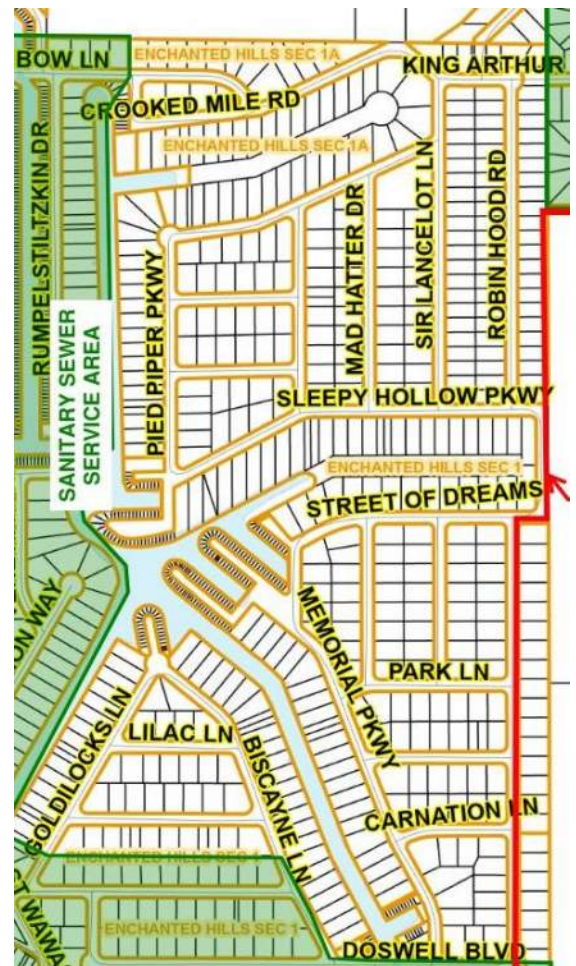 ENCHANTED HILLS SEC 1A
BOW LN
KING ARTHUR
CROOKED MILE RD
ENCHANTED HILLS SEC 1A
RUMPELSTILTZKIN DR
MAD HATTER DR
SIR LANCELOT LN
ROBIN HOOD RD
PIED PIPER PKWY
SANITARY SEWER
SERVICE AREA
SLEEPY HOLLOW PKWY
ENCHANTED HILLS SEC 1
STREET OF DREAMS
ON WAY
MEMORIAL PKWY
PARK LN
GOLDILOCKS LN
LILAC LN
BISCAYNE LN
CARNATION LN
ENCHANTED HILLS SEC 1
ST WAWA
ENCHANTED HILLS SEC 1
DOSWELL BLVD